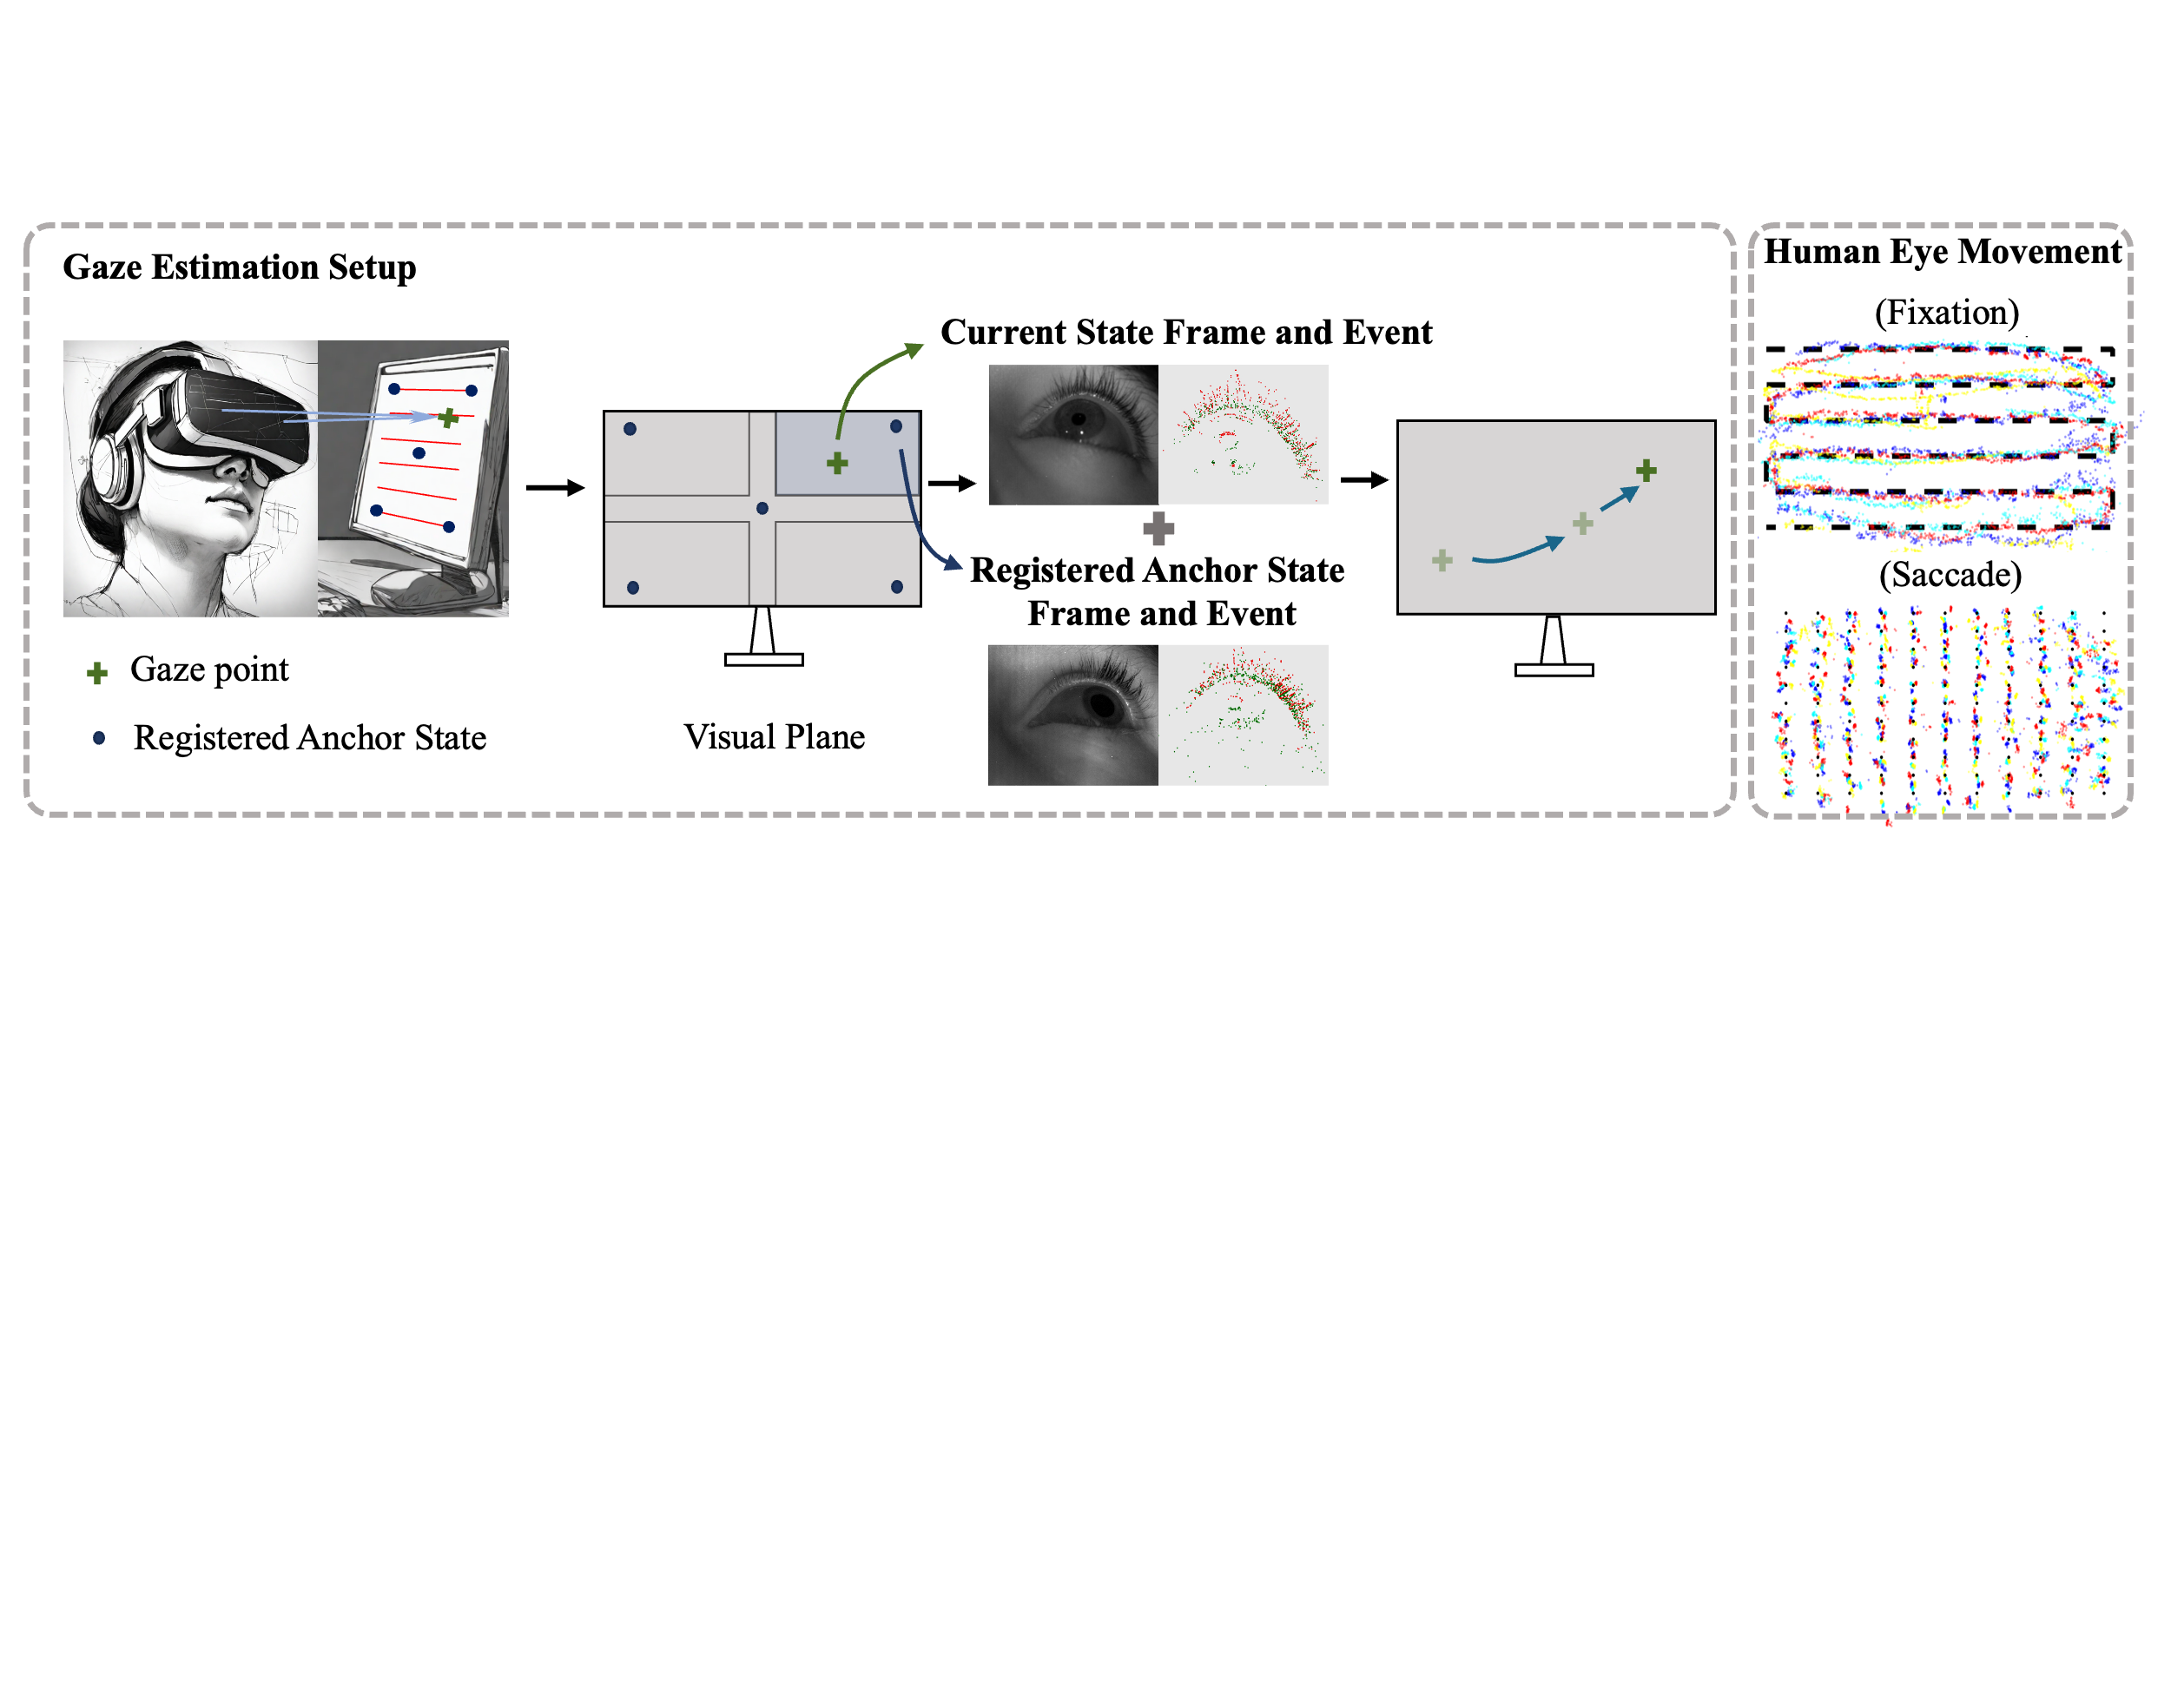 Gaze Estimation Setup
Gaze point
Registered Anchor State
Visual Plane
Current State Frame and Event
Registered Anchor State
Frame and Event
Human Eye Movement
(Fixation)
(Saccade)